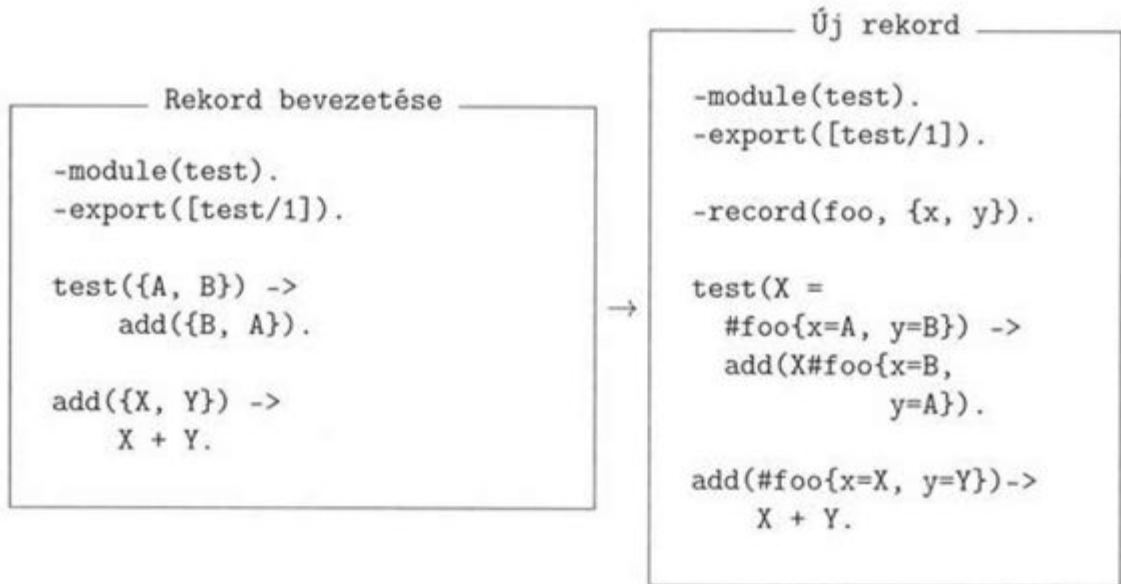 Rekord bevezetése
-module(test).
-export([test/1]).
test({A, B}) ->
    add({B, A}).
add({X, Y}) ->
    X + Y.
→
Új rekord
-module(test).
-export([test/1]).
-record(foo, {x, y}).
test(X =
  #foo{x=A, y=B}) ->
  add(X#foo{x=B,
            y=A}).
add(#foo{x=X, y=Y})->
    X + Y.